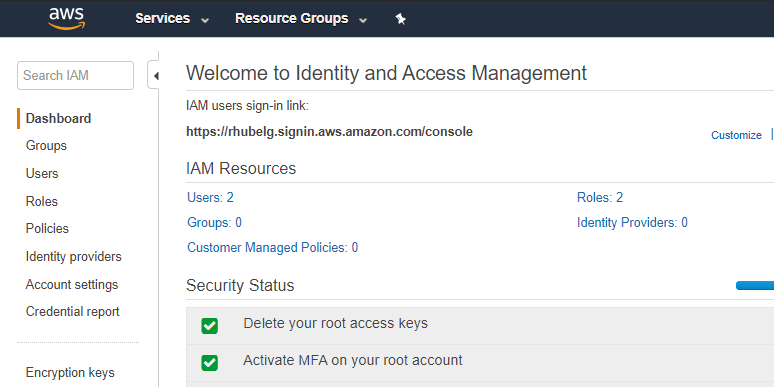 aws Services Resource Groups
Search IAM
Dashboard
Groups
Users
Roles
Policies
Identity providers
Account settings
Credential report
Encryption keys
Welcome to Identity and Access Management
IAM users sign-in link:
https://rhubelg.signin.aws.amazon.com/console
Customize |
IAM Resources
Users: 2 Roles: 2
Groups: 0 Identity Providers: 0
Customer Managed Policies: 0
Security Status
Delete your root access keys
Activate MFA on your root account